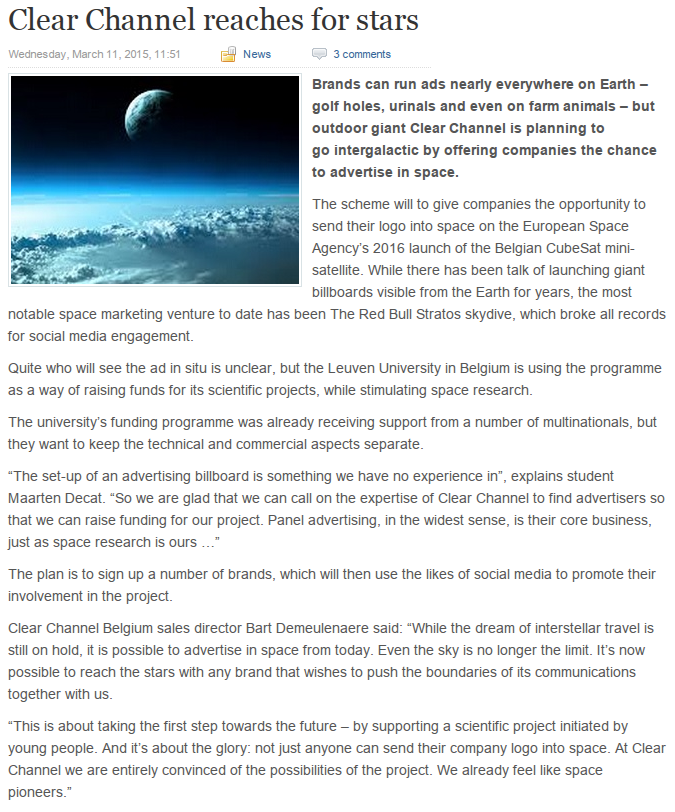 Clear Channel reaches for stars
Wednesday, March 11, 2015, 11:51 News 3 comments
Brands can run ads nearly everywhere on Earth –
golf holes, urinals and even on farm animals – but
outdoor giant Clear Channel is planning to
go intergalactic by offering companies the chance
to advertise in space.
The scheme will to give companies the opportunity to
send their logo into space on the European Space
Agency’s 2016 launch of the Belgian CubeSat mini-
satellite. While there has been talk of launching giant
billboards visible from the Earth for years, the most
notable space marketing venture to date has been The Red Bull Stratos skydive, which broke all records
for social media engagement.
Quite who will see the ad in situ is unclear, but the Leuven University in Belgium is using the programme
as a way of raising funds for its scientific projects, while stimulating space research.
The university’s funding programme was already receiving support from a number of multinationals, but
they want to keep the technical and commercial aspects separate.
“The set-up of an advertising billboard is something we have no experience in”, explains student
Maarten Decat. “So we are glad that we can call on the expertise of Clear Channel to find advertisers so
that we can raise funding for our project. Panel advertising, in the widest sense, is their core business,
just as space research is ours …”
The plan is to sign up a number of brands, which will then use the likes of social media to promote their
involvement in the project.
Clear Channel Belgium sales director Bart Demeulenaere said: “While the dream of interstellar travel is
still on hold, it is possible to advertise in space from today. Even the sky is no longer the limit. It’s now
possible to reach the stars with any brand that wishes to push the boundaries of its communications
together with us.
“This is about taking the first step towards the future – by supporting a scientific project initiated by
young people. And it’s about the glory: not just anyone can send their company logo into space. At Clear
Channel we are entirely convinced of the possibilities of the project. We already feel like space
pioneers.”